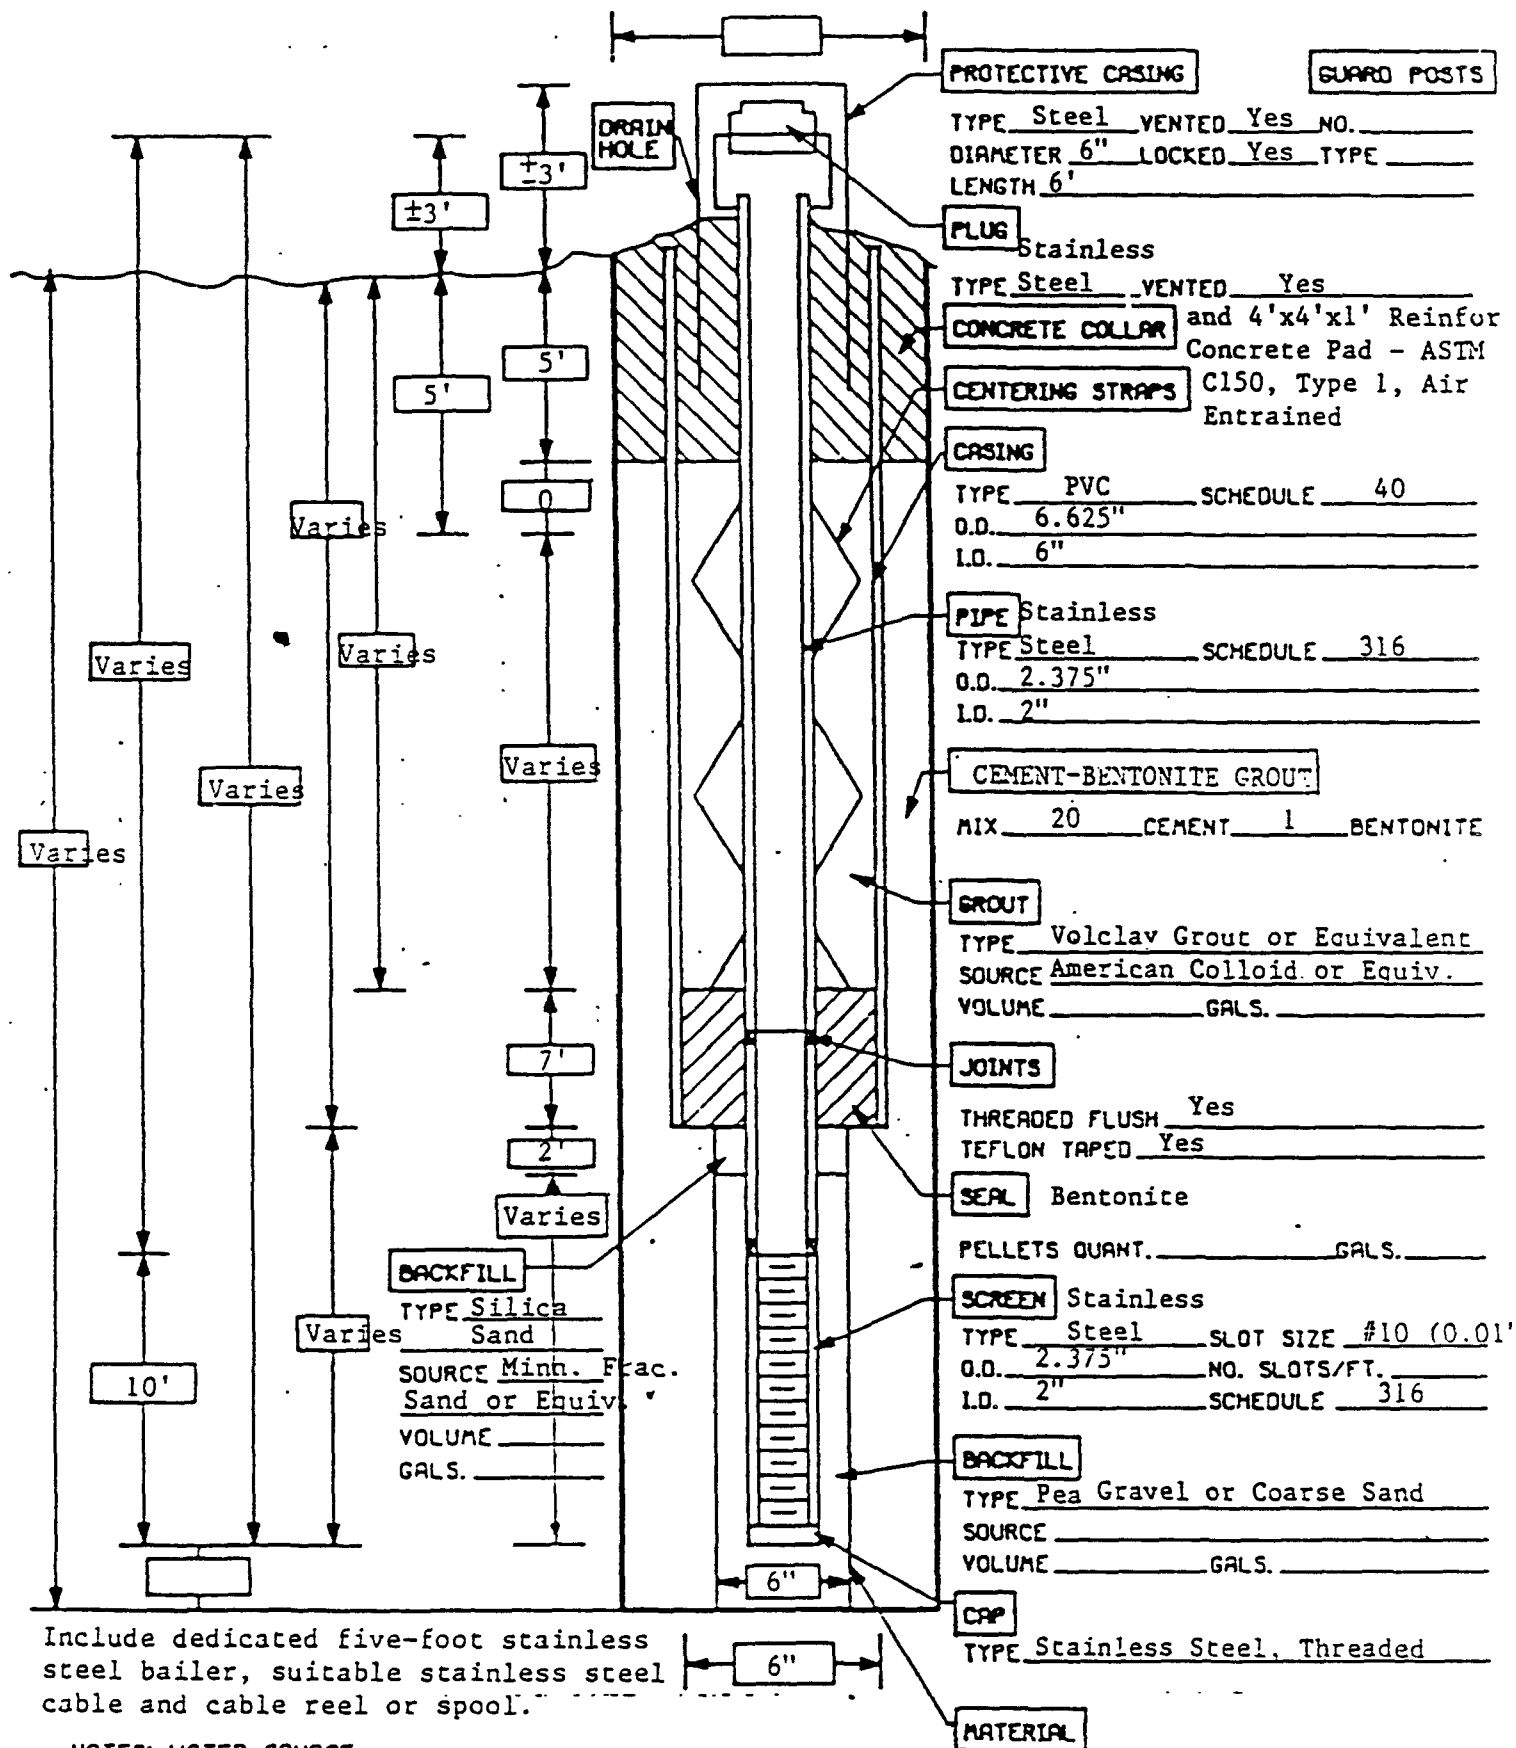 PROTECTIVE CASING
GUARD POSTS
TYPE Steel VENTED Yes NO.
DIAMETER 6" LOCKED Yes TYPE
LENGTH 6'
DRAIN
HOLE
±3'
±3'
PLUG
Stainless
TYPE Steel VENTED Yes
CONCRETE COLLAR and 4'x4'x1' Reinfor
Concrete Pad - ASTM
C150, Type 1, Air
Entrained
CENTERING STRAPS
5'
5'
0
CASING
TYPE PVC SCHEDULE 40
O.D. 6.625"
I.D. 6"
Varies
Varies
Varies
Varies
Varies
Varies
PIPE Stainless
TYPE Steel SCHEDULE 316
O.D. 2.375"
I.D. 2"
CEMENT-BENTONITE GROUT
MIX 20 CEMENT 1 BENTONITE
GROUT
TYPE Volclay Grout or Equivalent
SOURCE American Colloid or Equiv.
VOLUME GALS.
7'
JOINTS
THREADED FLUSH Yes
TEFLON TAPED Yes
2'
SEAL Bentonite
PELLETS QUANT. GALS.
Varies
BACKFILL
TYPE Silica
Sand
SOURCE Minn. Frac.
Sand or Equiv.
VOLUME
GALS.
Varies
10'
SCREEN Stainless
TYPE Steel SLOT SIZE #10 (0.01'
O.D. 2.375" NO. SLOTS/FT.
I.D. 2" SCHEDULE 316
BACKFILL
TYPE Pea Gravel or Coarse Sand
SOURCE
VOLUME GALS.
6"
CAP
TYPE Stainless Steel, Threaded
6"
MATERIAL
Include dedicated five-foot stainless
steel bailer, suitable stainless steel
cable and cable reel or spool.